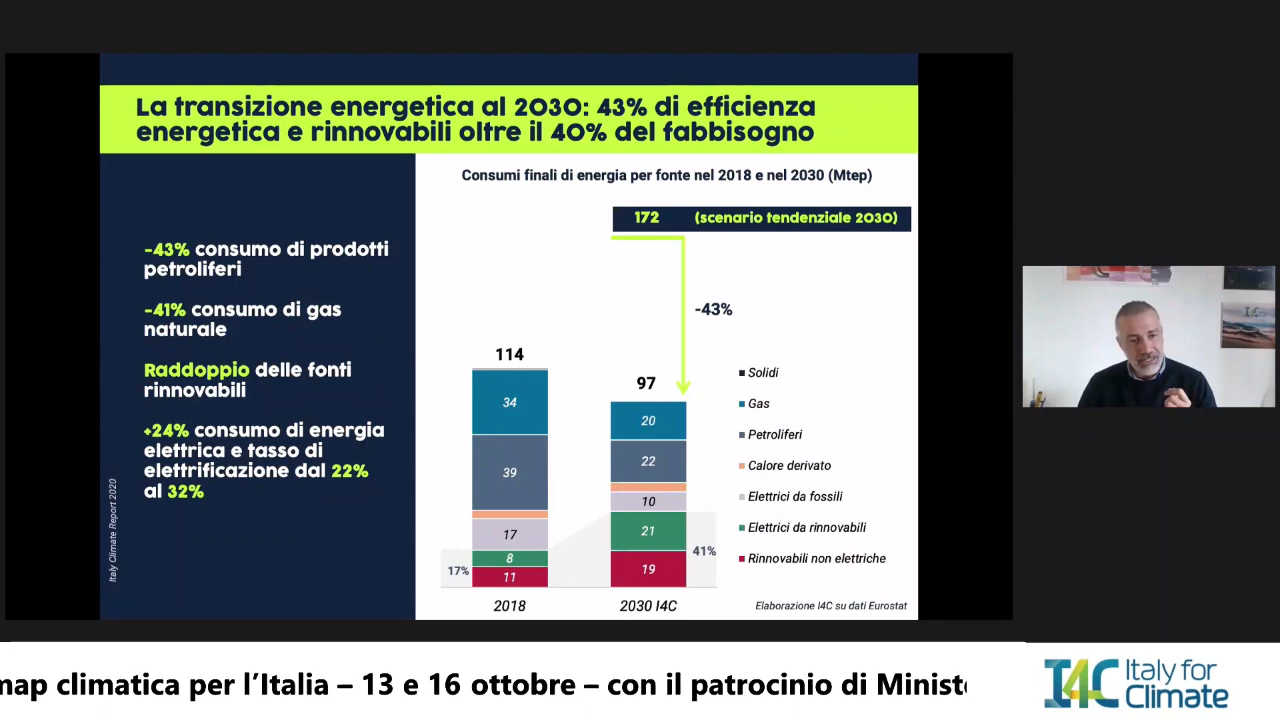 La transizione energetica al 2030: 43% di efficienza
energetica e rinnovabili oltre il 40% del fabbisogno
-43% consumo di prodotti
petroliferi
-41% consumo di gas
naturale
Raddoppio delle fonti
rinnovabili
+24% consumo di energia
elettrica e tasso di
elettrificazione dal 22%
al 32%
Italy Climate Report 2020
Consumi finali di energia per fonte nel 2018 e nel 2030 (Mtep)
172 (scenario tendenziale 2030)
-43%
114
34
39
17
8
11
17%
2018
97
20
22
10
21
19
41%
2030 I4C
Solidi
Gas
Petroliferi
Calore derivato
Elettrici da fossili
Elettrici da rinnovabili
Rinnovabili non elettriche
Elaborazione I4C su dati Eurostat
map climatica per l'Italia – 13 e 16 ottobre – con il patrocinio di Ministe
I4C Italy for
Climate